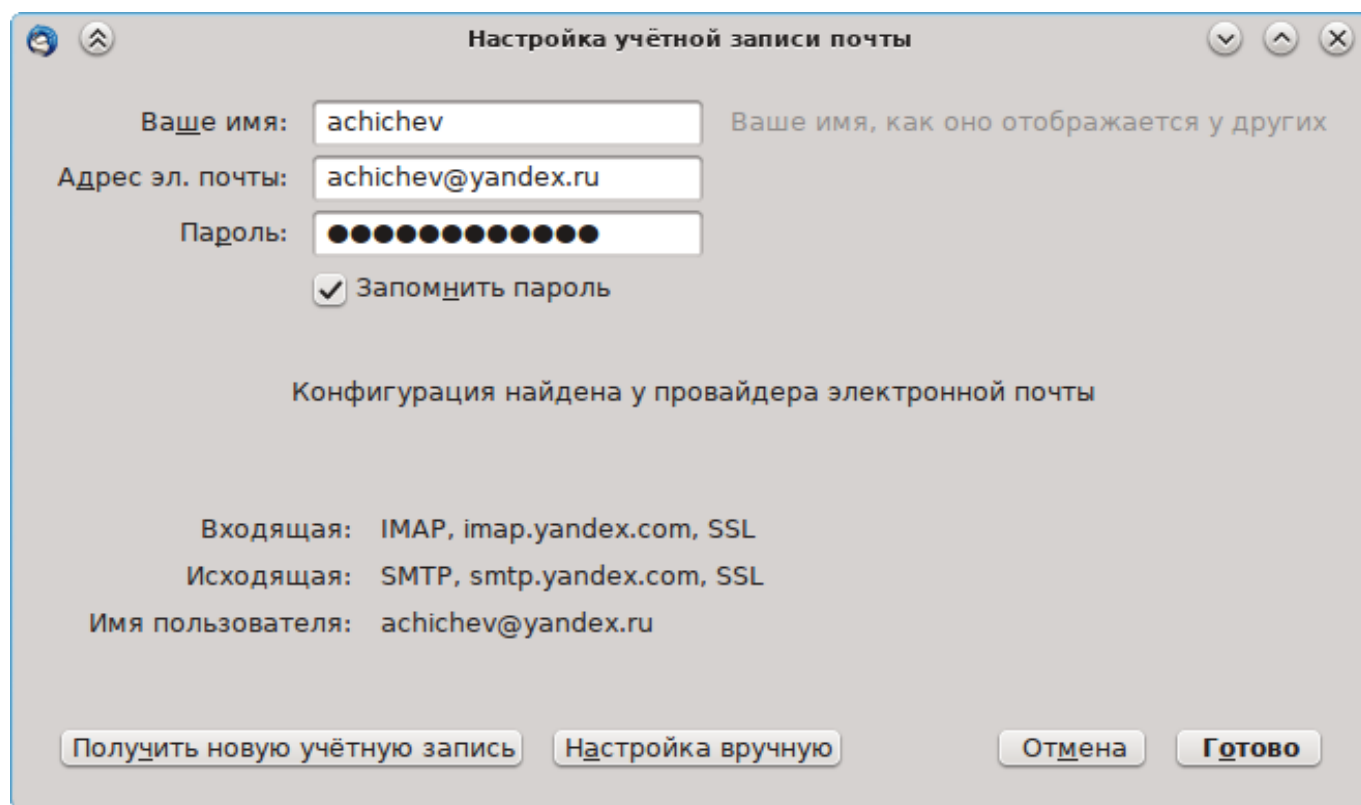 Настройка учётной записи почты
Ваше имя: achichev Ваше имя, как оно отображается у других
Адрес эл. почты: achichev@yandex.ru
Пароль: ●●●●●●●●●●●●
Запомнить пароль
Конфигурация найдена у провайдера электронной почты
Входящая: IMAP, imap.yandex.com, SSL
Исходящая: SMTP, smtp.yandex.com, SSL
Имя пользователя: achichev@yandex.ru
Получить новую учётную запись Настройка вручную Отмена Готово